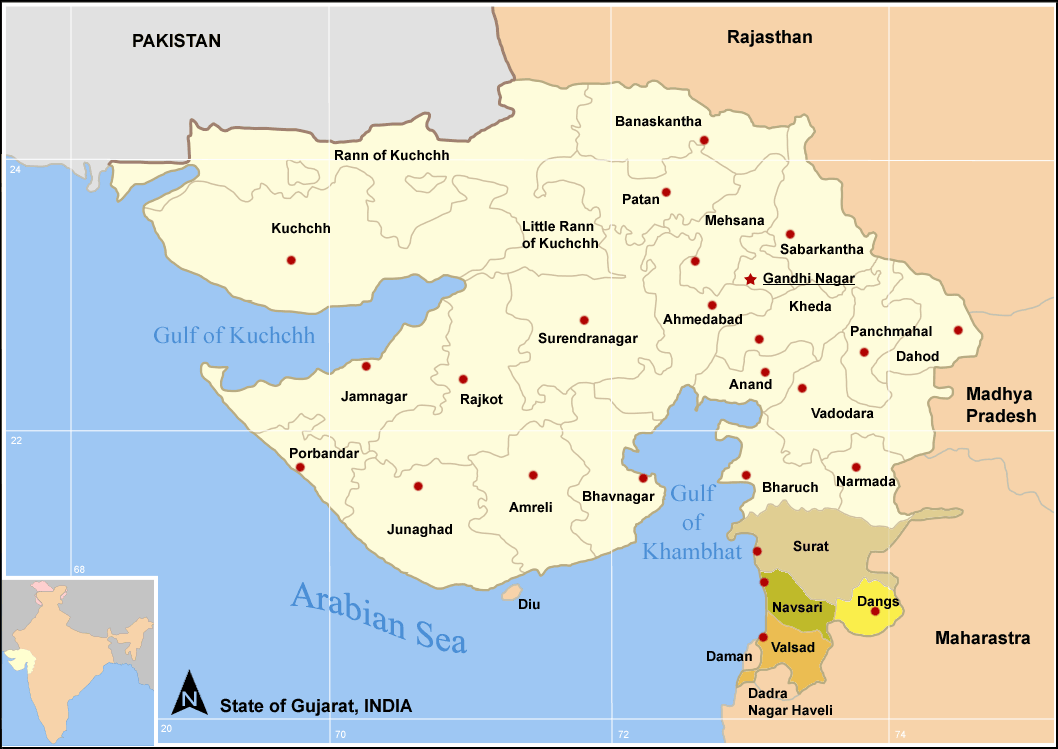 PAKISTAN
Rajasthan
Banaskantha
Rann of Kuchchh
24
Patan
Mehsana
Kuchchh
Little Rann
of Kuchchh
Sabarkantha
Gandhi Nagar
Kheda
Ahmedabad
Gulf of Kuchchh
Surendranagar
Panchmahal
Dahod
Anand
Jamnagar
Rajkot
Madhya
Pradesh
Vadodara
22
Porbandar
Narmada
Bharuch
Bhavnagar
Gulf
of
Khambhat
Amreli
Junaghad
Surat
68
Arabian Sea
Diu
Navsari
Dangs
Maharastra
Valsad
Daman
Dadra
Nagar Haveli
N
State of Gujarat, INDIA
20
70
72
74